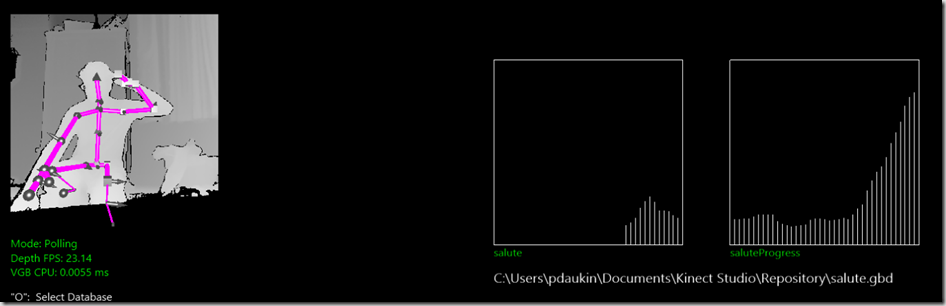 Mode: Polling
Depth FPS: 23.14
VGB CPU: 0.0055 ms
"O": Select Database
salute
saluteProgress
C:\Users\pdaukin\Documents\Kinect Studio\Repository\salute.gbd